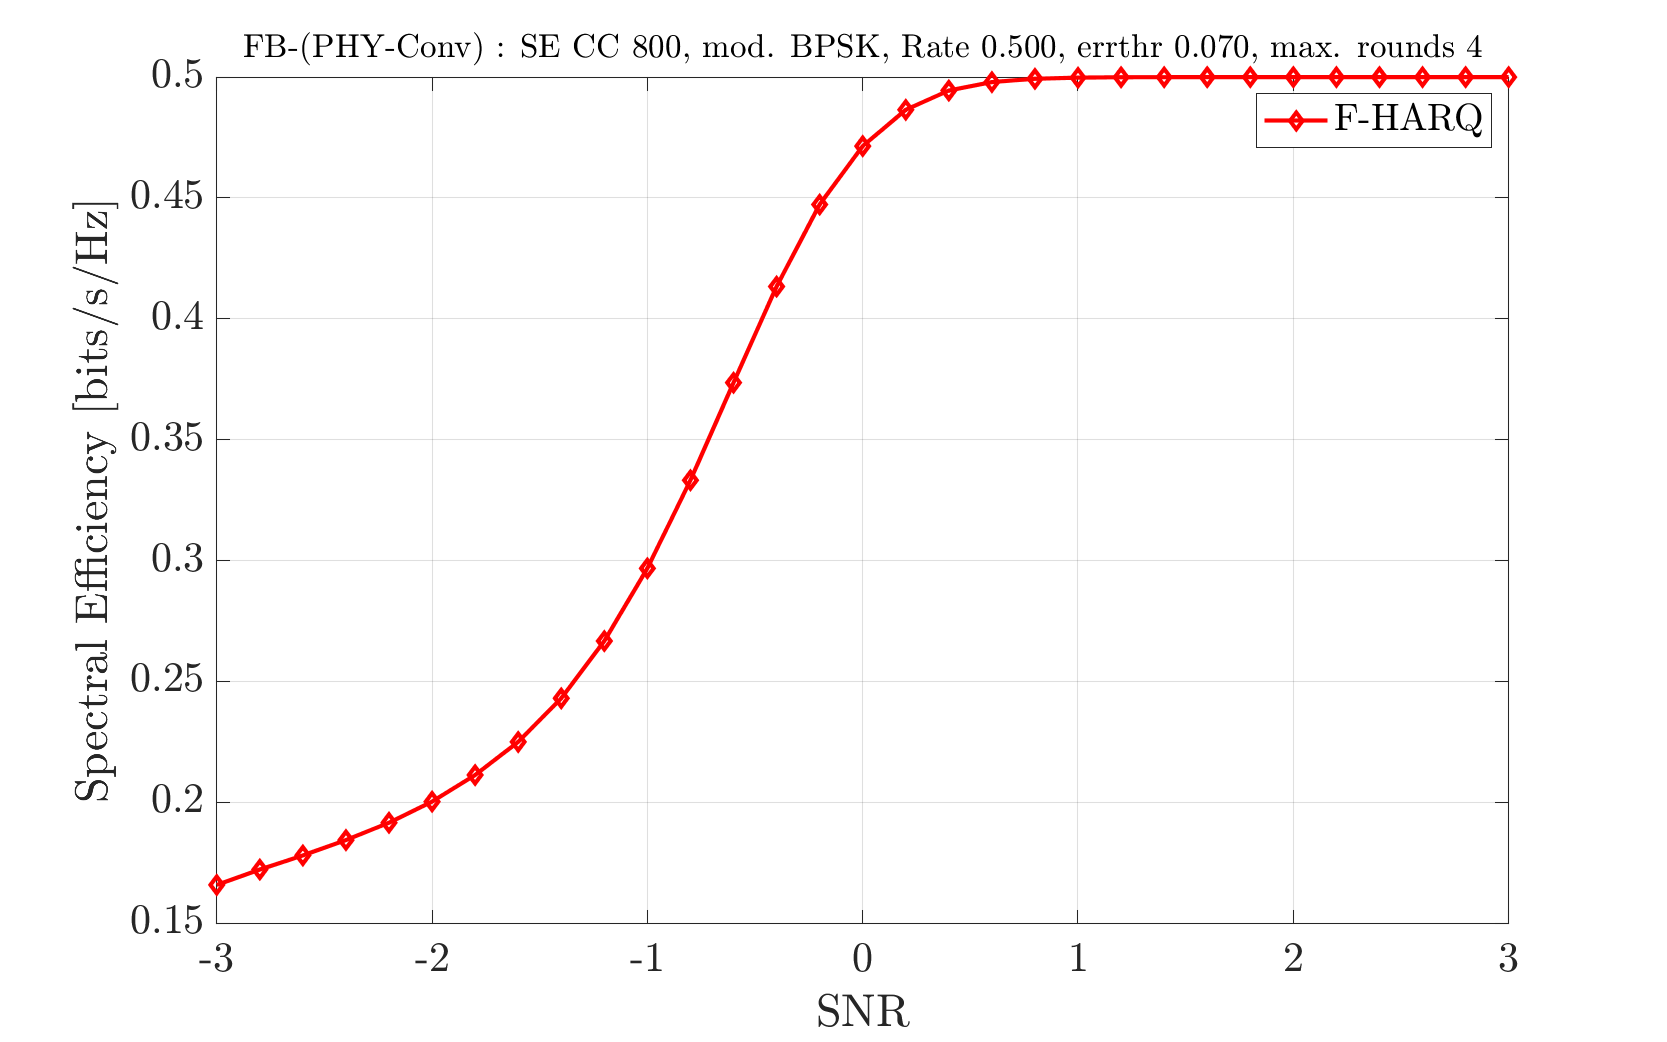 FB-(PHY-Conv) : SE CC 800, mod. BPSK, Rate 0.500, errthr 0.070, max. rounds 4
0.5
F-HARQ
0.45
0.4
0.35
0.3
0.25
0.2
0.15
Spectral Efficiency [bits/s/Hz]
-3 -2 -1 0 1 2 3
SNR